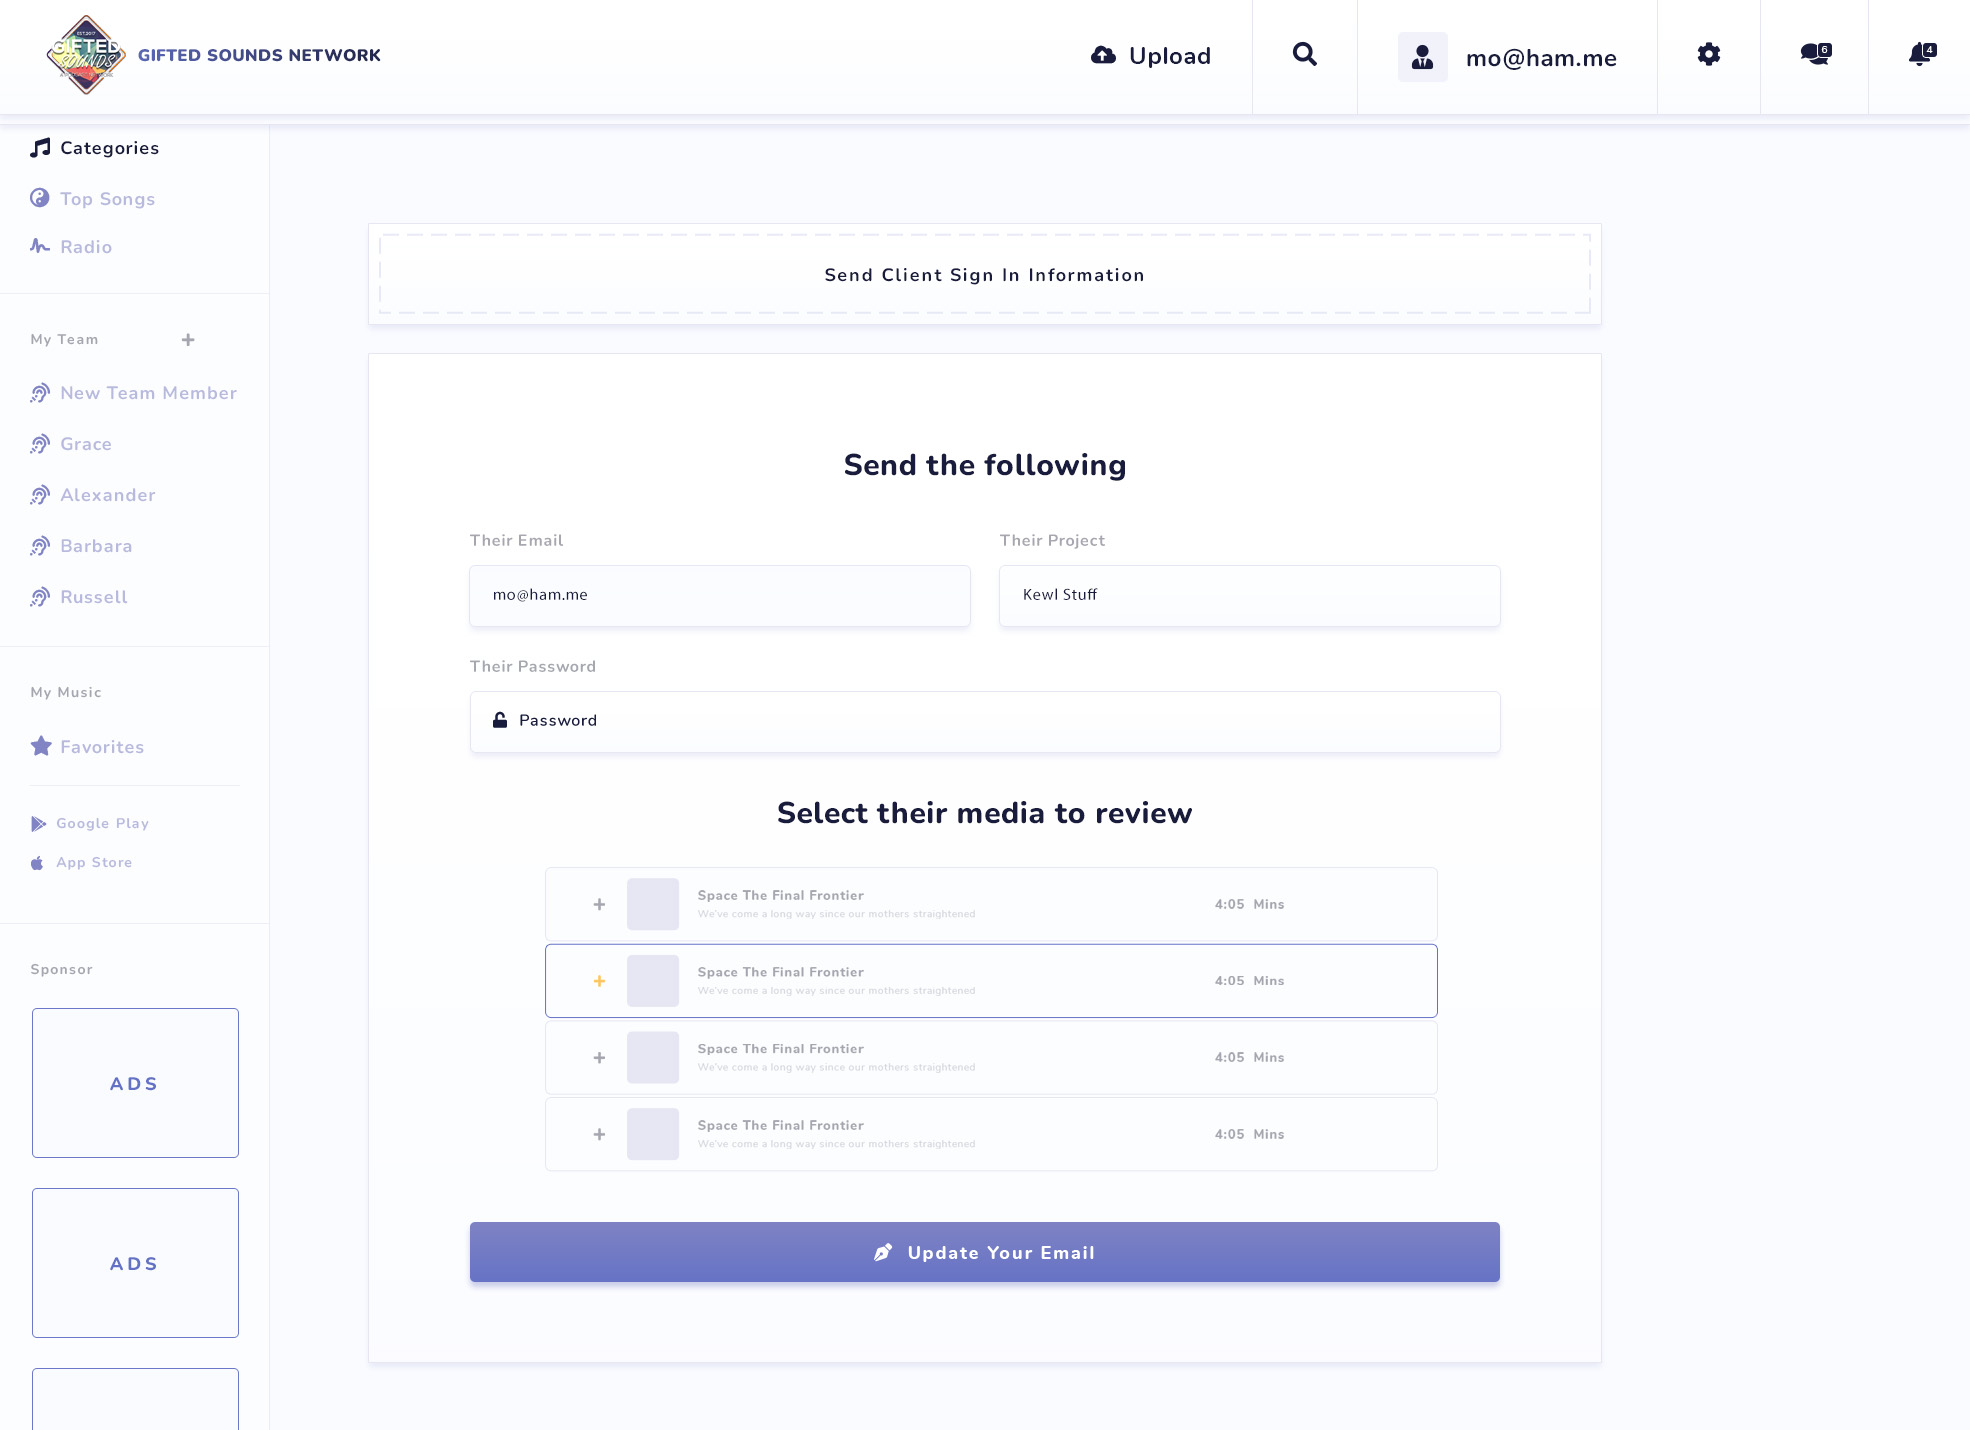 EST.2017
GIFTED
SOUNDS
GIFTED SOUNDS NETWORK
Upload
mo@ham.me
6
4
Categories
Top Songs
Radio
My Team
New Team Member
Grace
Alexander
Barbara
Russell
My Music
Favorites
Google Play
App Store
Sponsor
ADS
ADS
Send Client Sign In Information
Send the following
Their Email
Their Project
mo@ham.me
Kewl Stuff
Their Password
Password
Select their media to review
Space The Final Frontier
We've come a long way since our mothers straightened
4:05 Mins
Space The Final Frontier
We've come a long way since our mothers straightened
4:05 Mins
Space The Final Frontier
We've come a long way since our mothers straightened
4:05 Mins
Space The Final Frontier
We've come a long way since our mothers straightened
4:05 Mins
Update Your Email